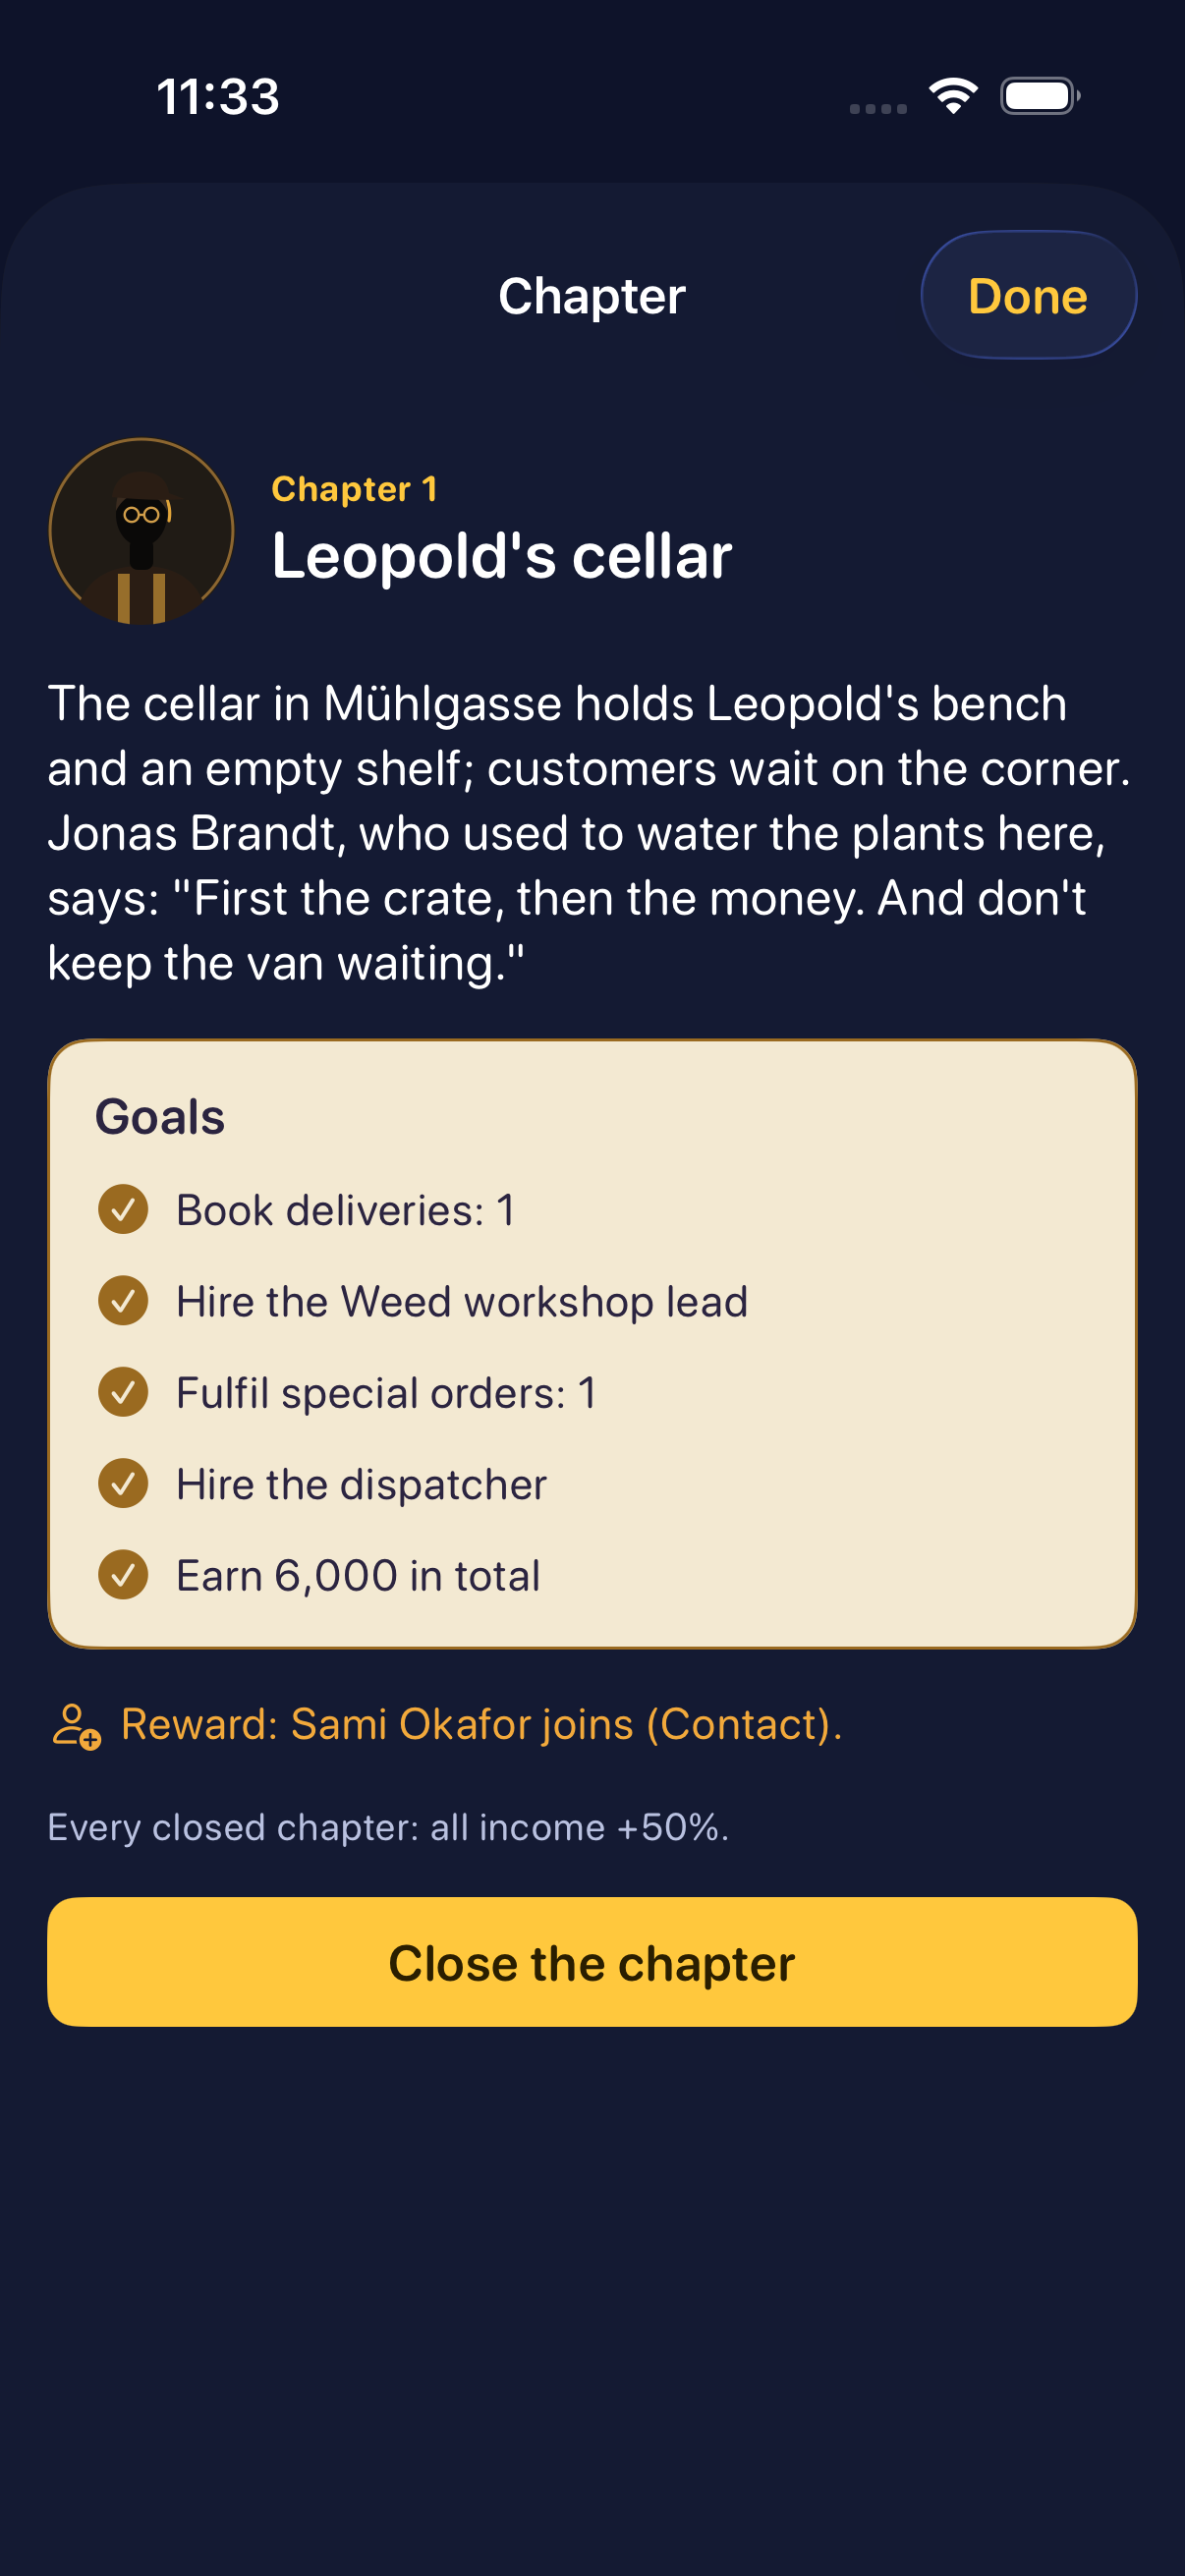 11:33
Chapter
Done
Chapter 1
Leopold's cellar
The cellar in Mühlgasse holds Leopold's bench
and an empty shelf; customers wait on the corner.
Jonas Brandt, who used to water the plants here,
says: "First the crate, then the money. And don't
keep the van waiting."
Goals
Book deliveries: 1
Hire the Weed workshop lead
Fulfil special orders: 1
Hire the dispatcher
Earn 6,000 in total
Reward: Sami Okafor joins (Contact).
Every closed chapter: all income +50%.
Close the chapter